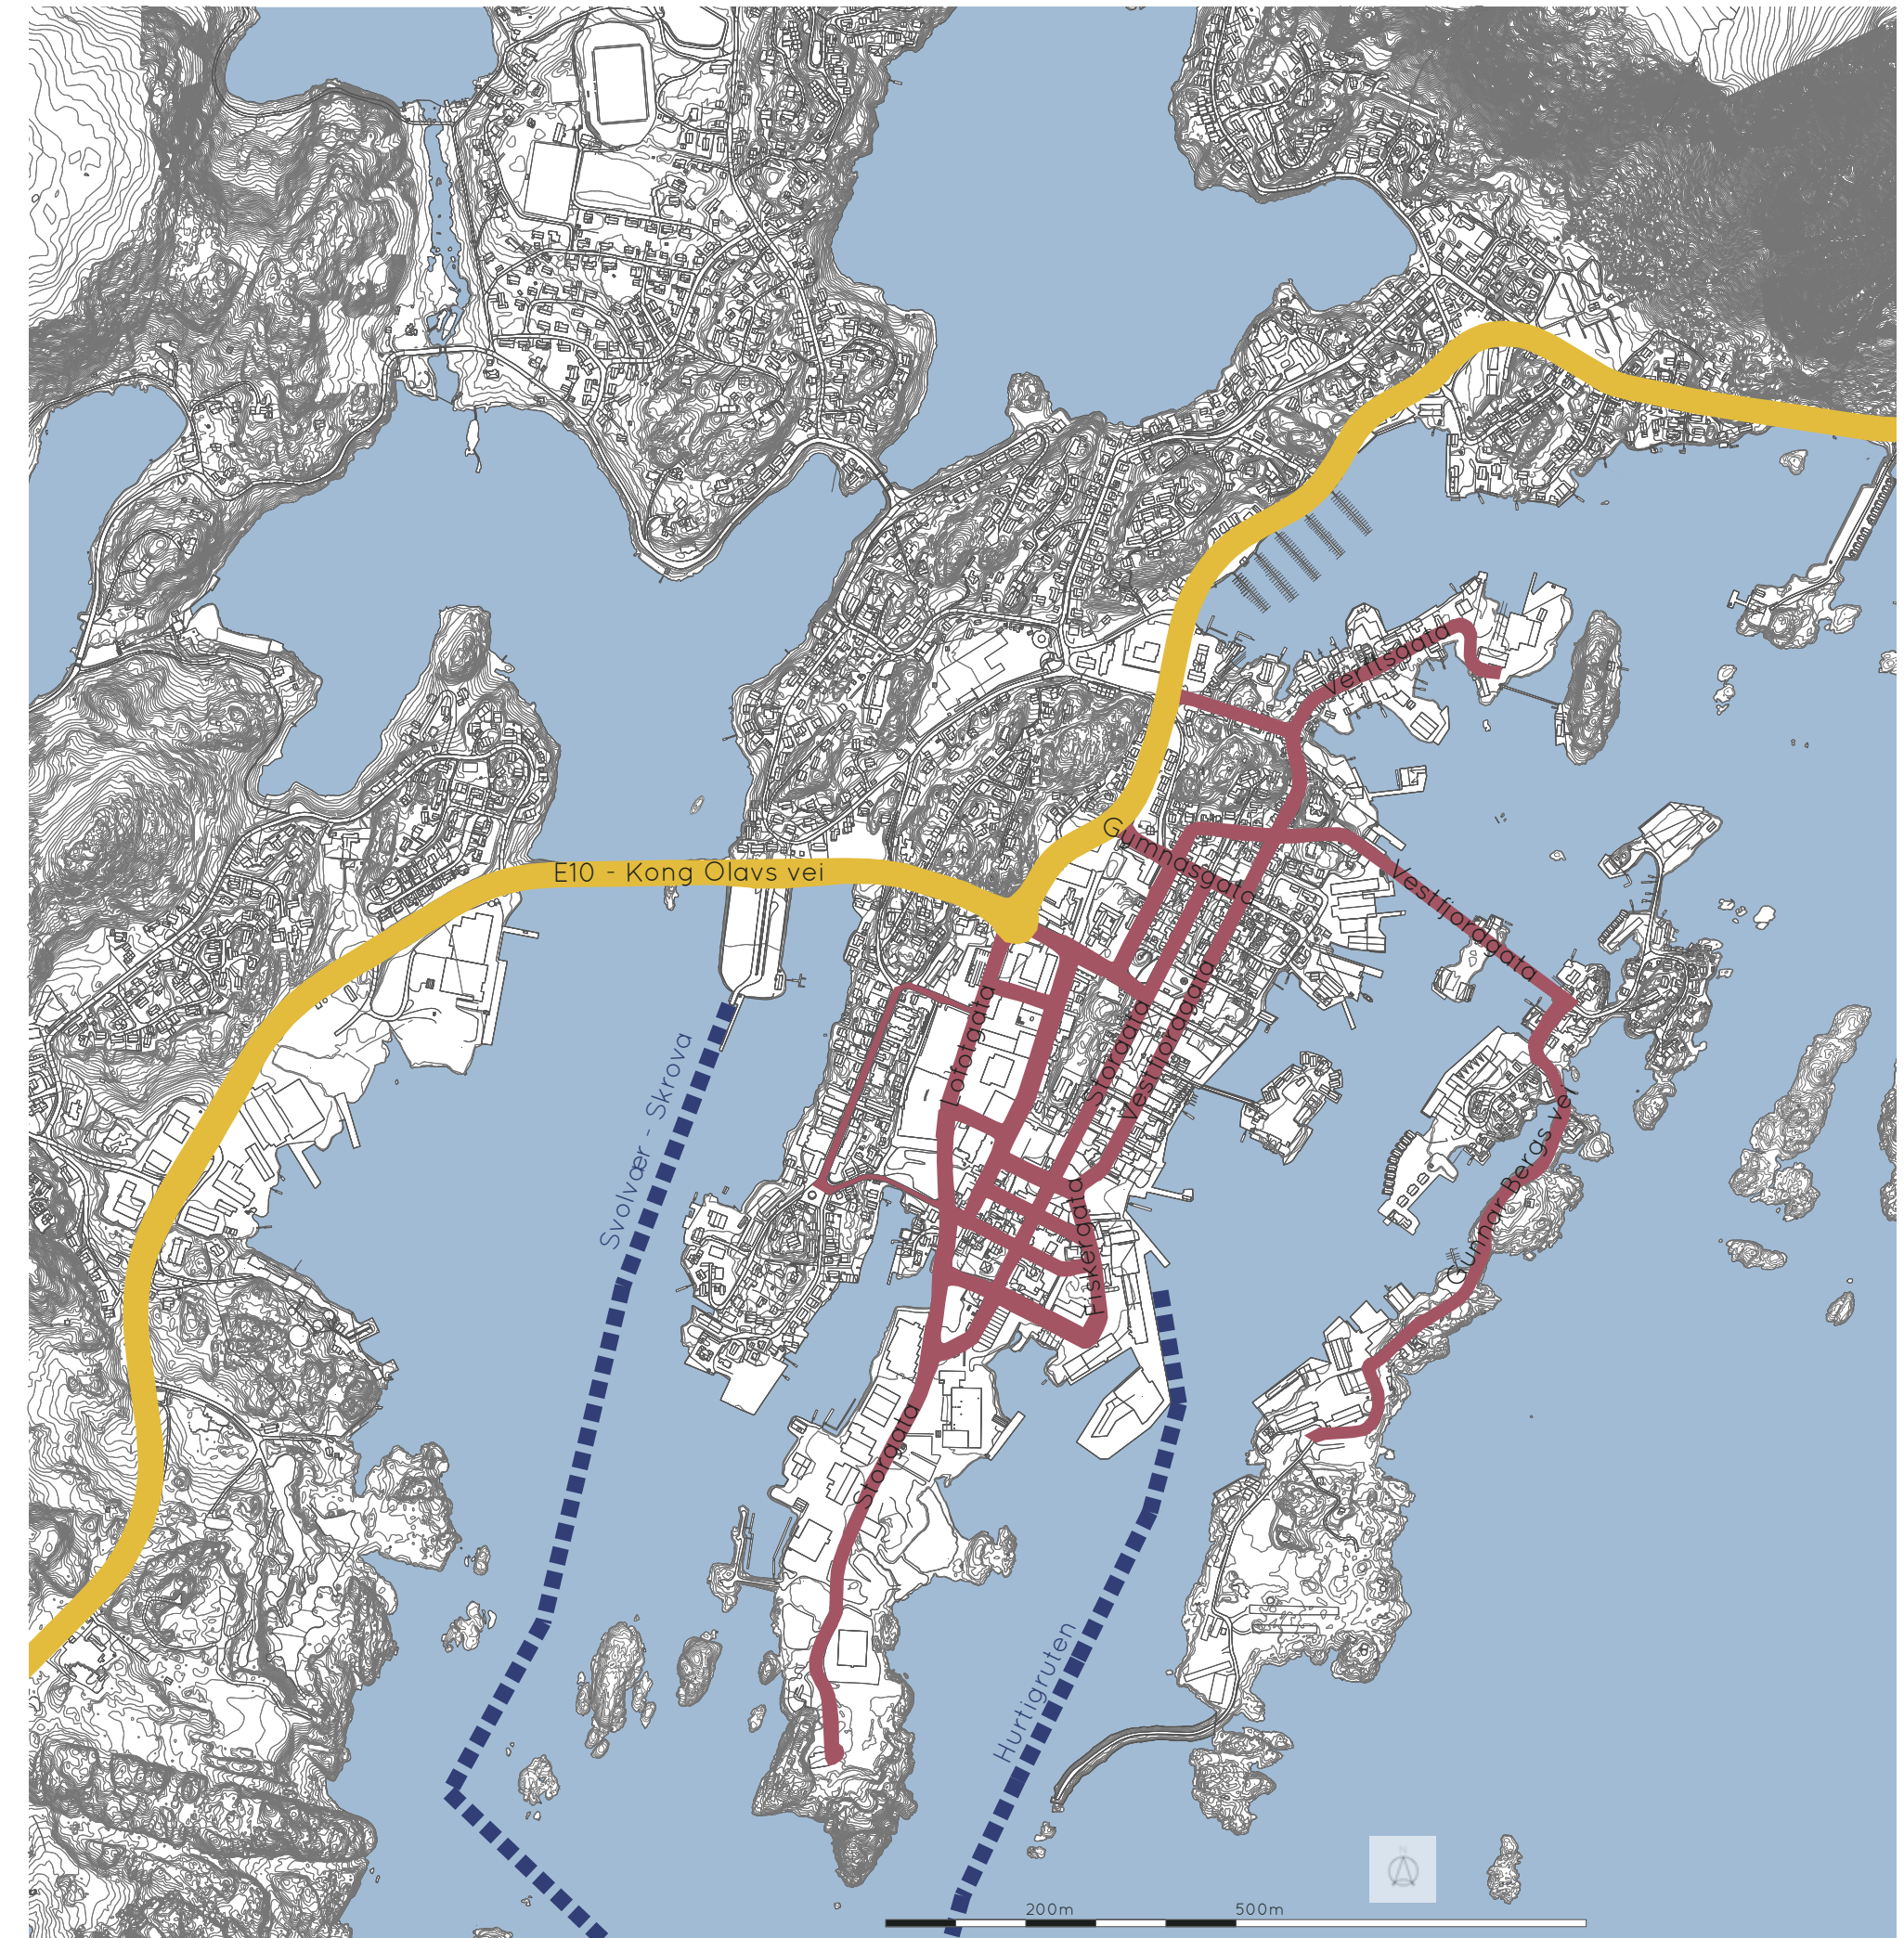 Verftsgata
Gymnasgata
E10 - Kong Olavs vei
Vestfjordgata
Lofotgata
Storgata
Vestfjordgata
Svolvær - Skrova
Gunnar Bergs vei
Fiskergata
Storgata
Hurtigruten
N
200m
500m